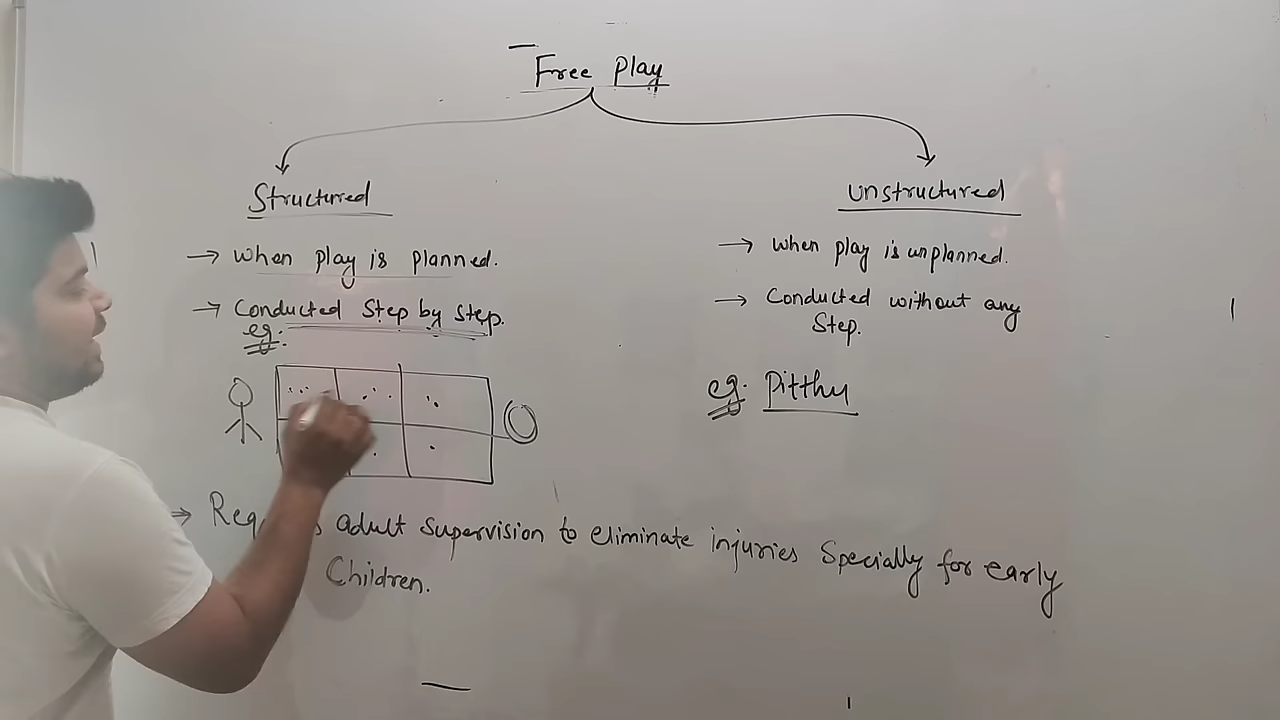 Free Play
Structured
→ When play is planned.
→ Conducted Step by Step.
eg:
unstructured
→ When play is unplanned.
→ Conducted without any
Step.
eg. Pitthu
→ adult supervision to eliminate injuries Specially for early
Children.